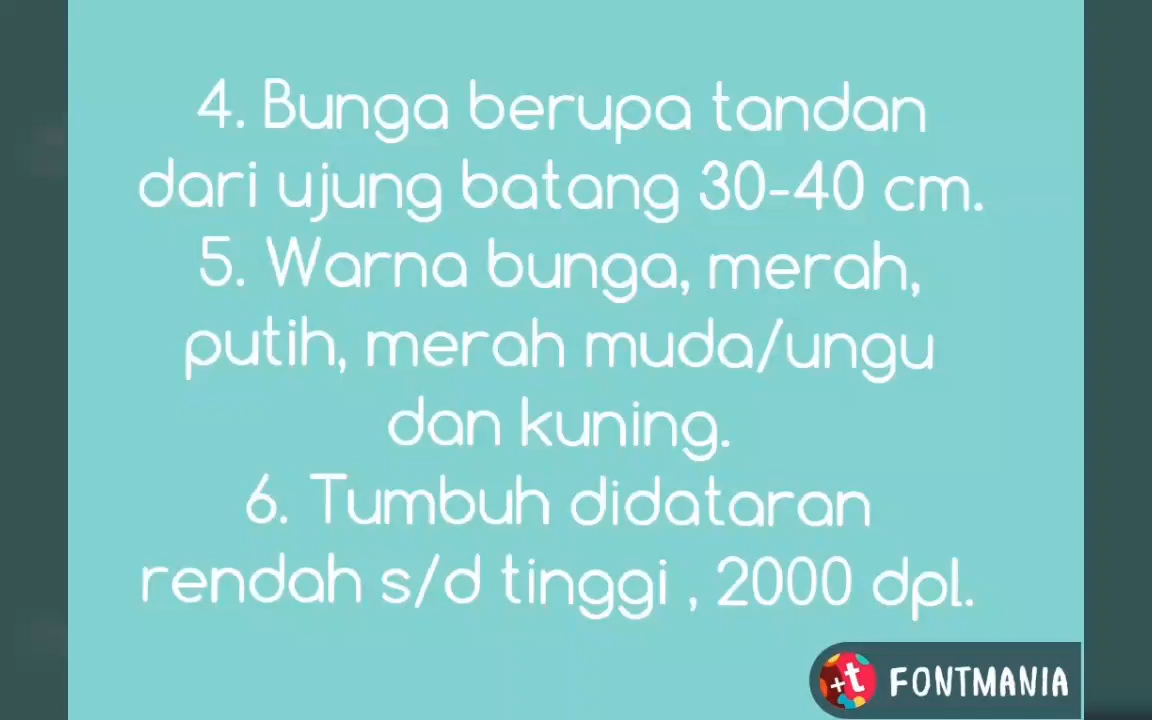 4. Bunga berupa tandan
dari ujung batang 30-40 cm.
5. Warna bunga, merah,
putih, merah muda/ungu
dan kuning.
6. Tumbuh didataran
rendah s/d tinggi , 2000 dpl.
+t FONTMANIA